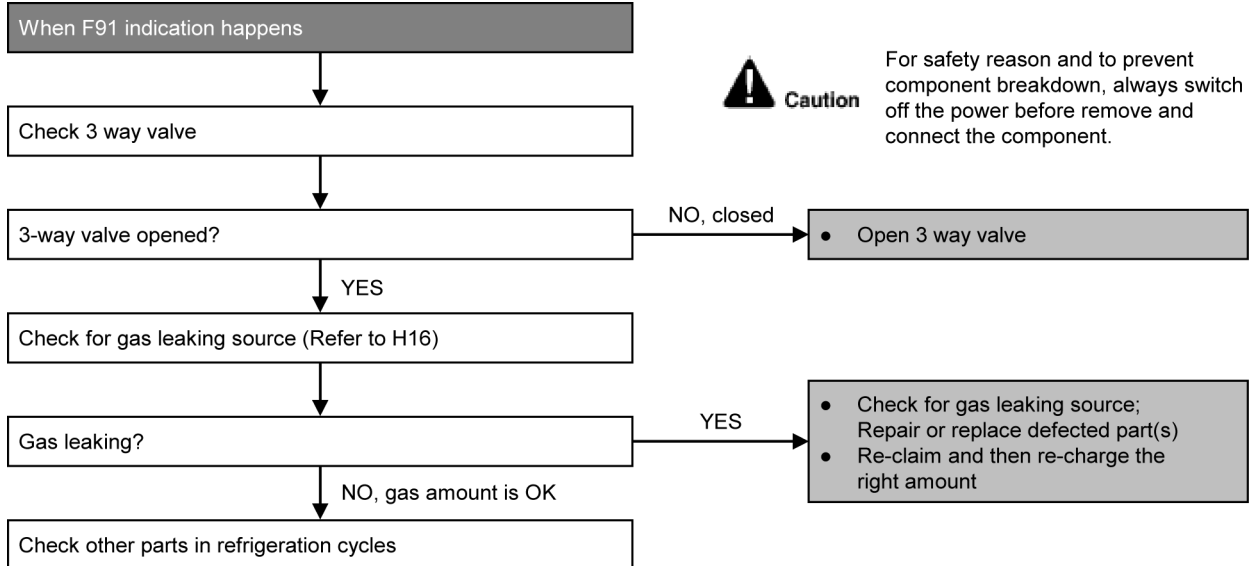 When F91 indication happens
Caution
For safety reason and to prevent
component breakdown, always switch
off the power before remove and
connect the component.
Check 3 way valve
3-way valve opened?
NO, closed
● Open 3 way valve
YES
Check for gas leaking source (Refer to H16)
Gas leaking?
YES
● Check for gas leaking source;
Repair or replace defected part(s)
● Re-claim and then re-charge the
right amount
NO, gas amount is OK
Check other parts in refrigeration cycles